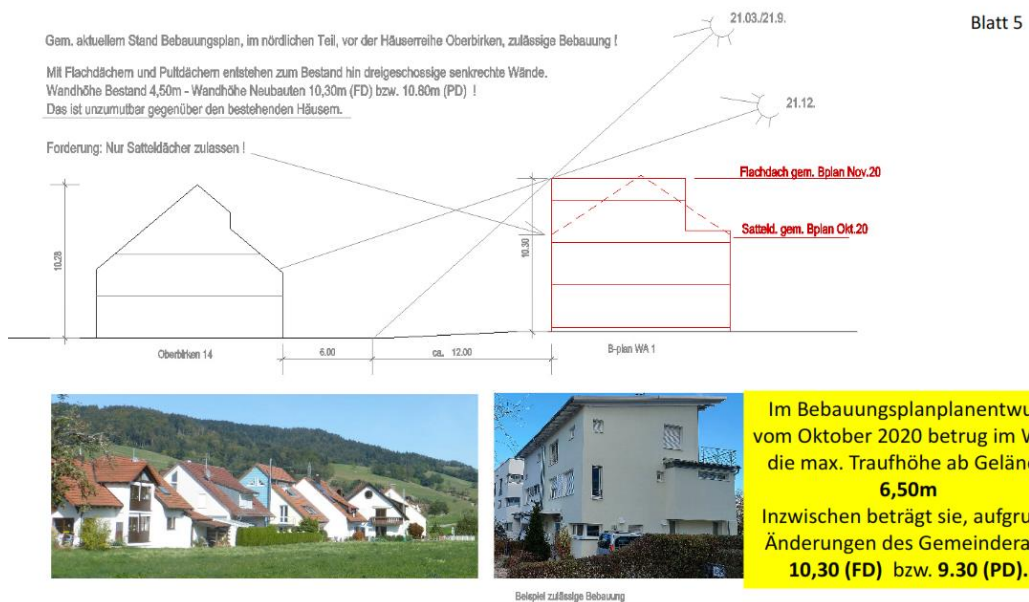 Blatt 5
21.03./21.9.
Gem. aktuellem Stand Bebauungsplan, im nördlichen Teil, vor der Häuserreihe Oberbirken, zulässige Bebauung !
Mit Flachdächern und Pultdächern entstehen zum Bestand hin dreigeschossige senkrechte Wände.
Wandhöhe Bestand 4,50m - Wandhöhe Neubauten 10,30m (FD) bzw. 10.80m (PD) !
Das ist unzumutbar gegenüber den bestehenden Häusern.
21.12.
Forderung: Nur Satteldächer zulassen !
Flachdach gem. Bplan Nov.20
Satteld. gem. Bplan Okt.20
10.28
10.30
Oberbirken 14
6.00
ca. 12.00
B-plan WA 1
Im Bebauungsplanplanentwu
vom Oktober 2020 betrug im W
die max. Traufhöhe ab Gelän
6,50m
Inzwischen beträgt sie, aufgru
Änderungen des Gemeindera
10,30 (FD) bzw. 9.30 (PD).
Beispiel zulässige Bebauung